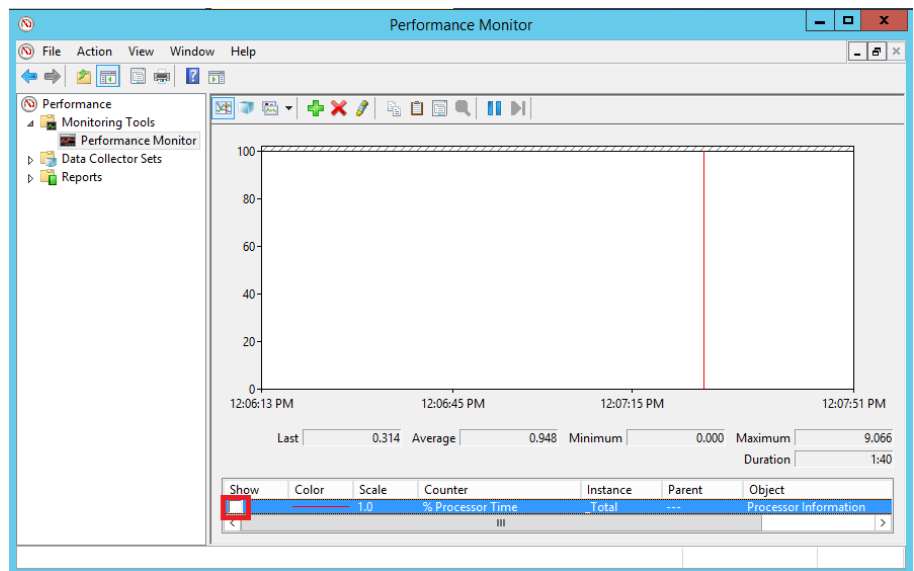 Performance Monitor
File Action View Window Help
Performance
Monitoring Tools
Performance Monitor
Data Collector Sets
Reports
100
80
60
40
20
0
12:06:13 PM 12:06:45 PM 12:07:15 PM 12:07:51 PM
Last 0.314 Average 0.948 Minimum 0.000 Maximum 9.066
Duration 1:40
Show Color Scale Counter Instance Parent Object
1.0 % Processor Time _Total --- Processor Information